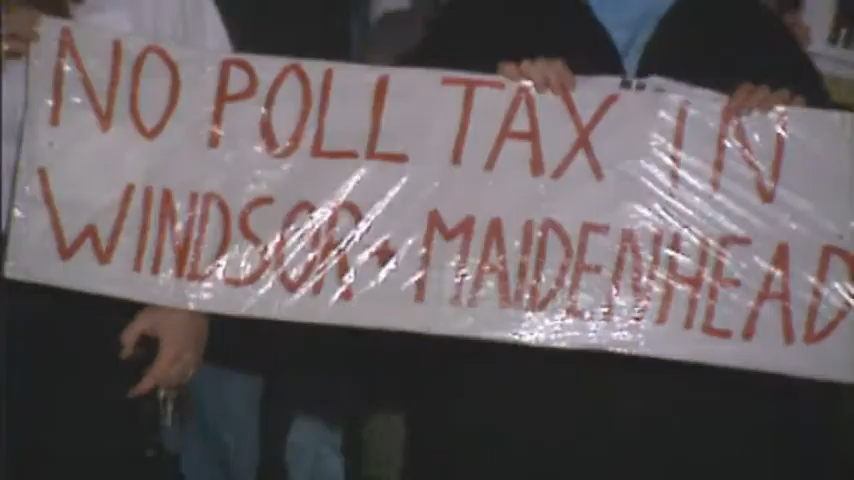 NO POLL TAX IN
WINDSOR + MAIDENHEAD